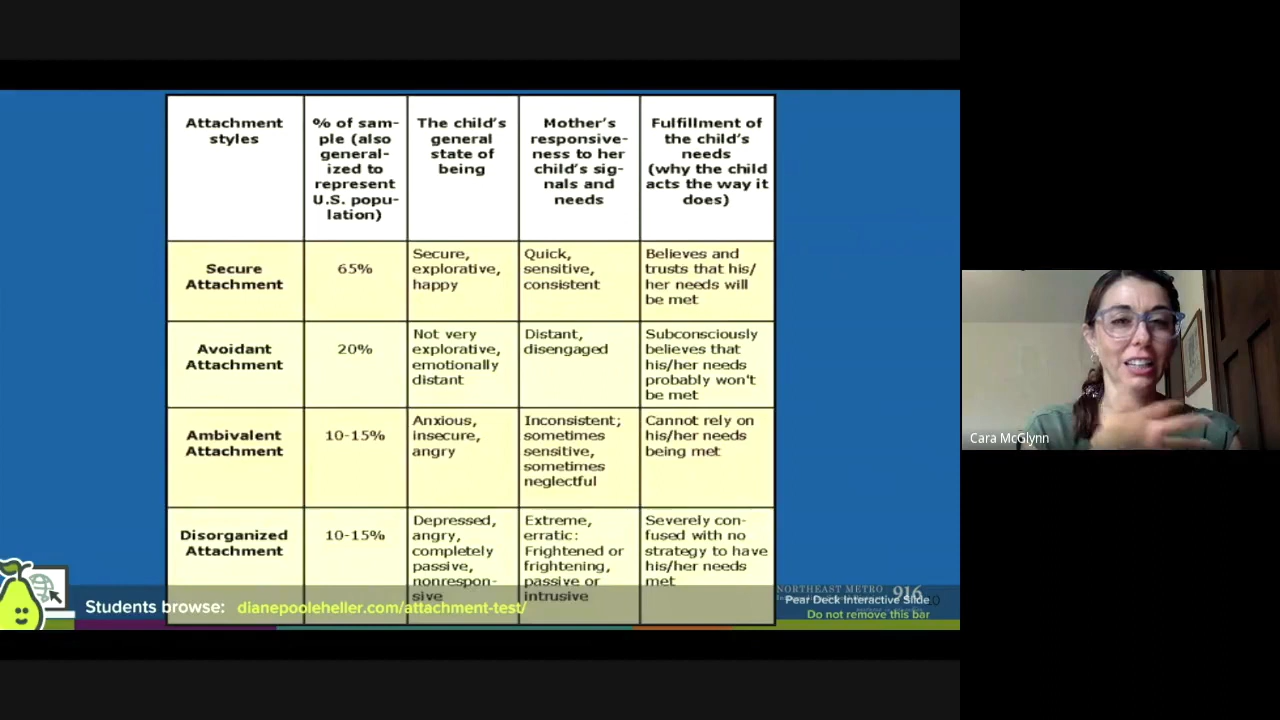 Attachment
styles
% of sam-
ple (also
general-
ized to
represent
U.S. popu-
lation)
The child's
general
state of
being
Mother's
responsive-
ness to her
child's sig-
nals and
needs
Fulfillment of
the child's
needs
(why the child
acts the way it
does)
Secure
Attachment
65%
Secure,
explorative,
happy
Quick,
sensitive,
consistent
Believes and
trusts that his/
her needs will
be met
Avoidant
Attachment
20%
Not very
explorative,
emotionally
distant
Distant,
disengaged
Subconsciously
believes that
his/her needs
probably won't
be met
Ambivalent
Attachment
10-15%
Anxious,
insecure,
angry
Inconsistent;
sometimes
sensitive,
sometimes
neglectful
Cannot rely on
his/her needs
being met
Disorganized
Attachment
10-15%
Depressed,
angry,
completely
passive,
nonrespon-
sive
Extreme,
erratic:
Frightened or
frightening,
passive or
intrusive
Severely con-
fused with no
strategy to have
his/her needs
met
Students browse: dianepooleheller.com/attachment-test/
NORTHEAST METRO 916
Pear Deck Interactive Slide
Do not remove this bar
Cara McGlynn